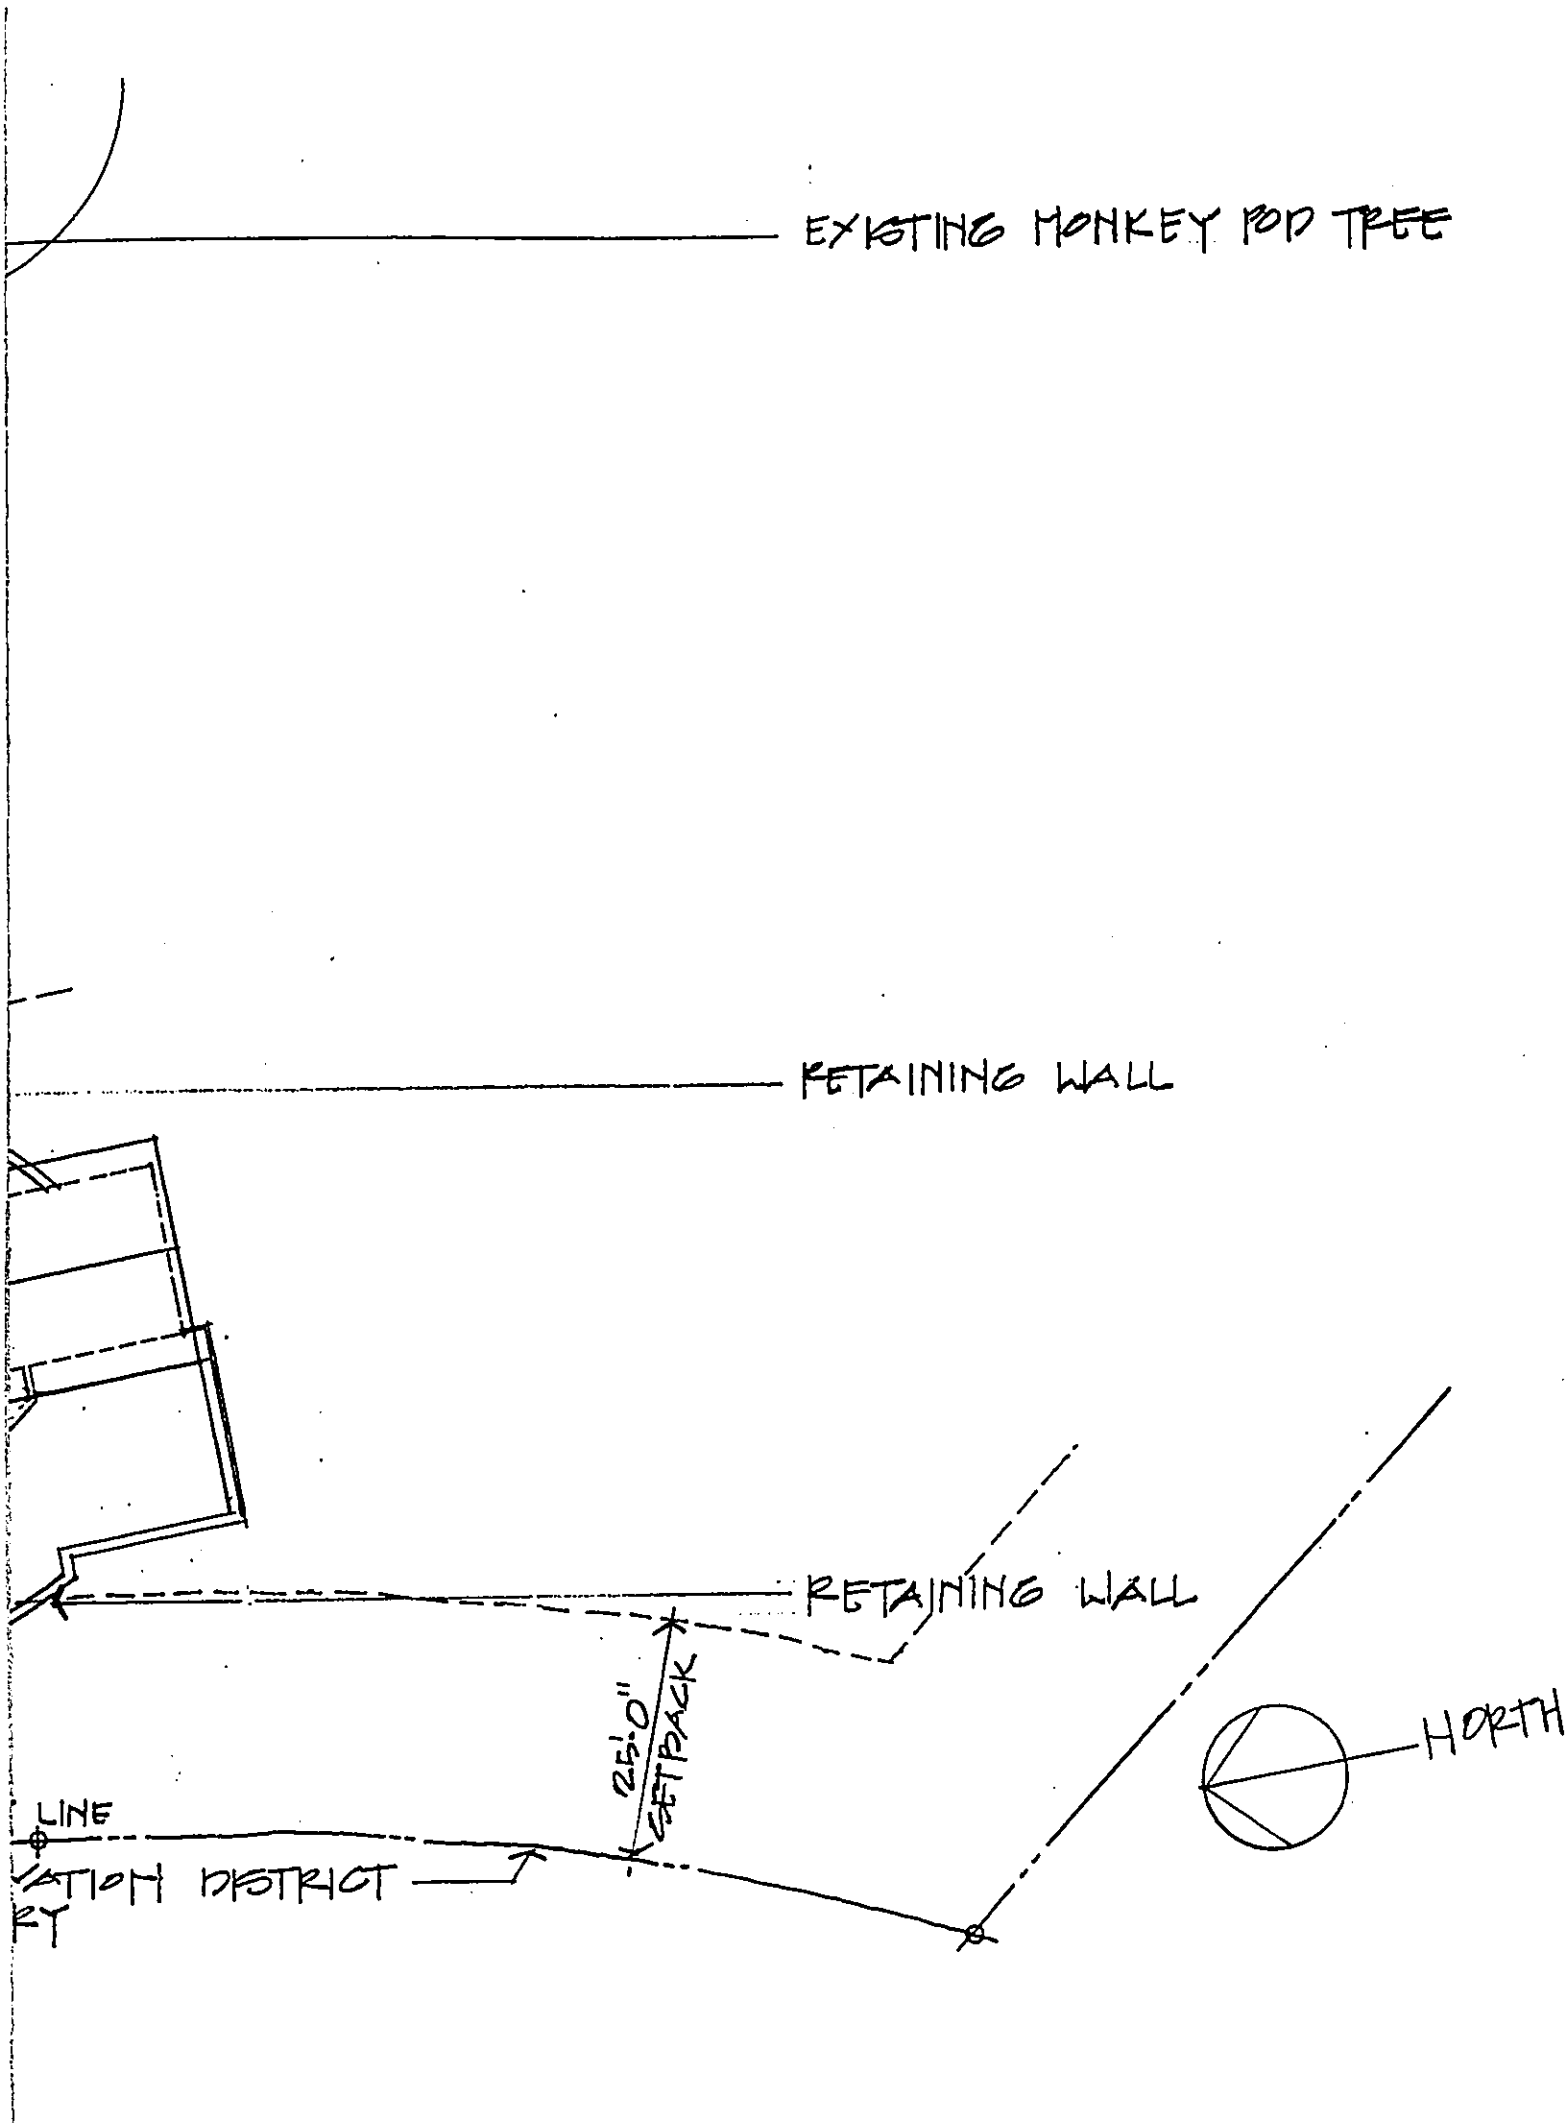 EXISTING MONKEY POD TREE
RETAINING WALL
RETAINING WALL
25'-0"
SETBACK
NORTH
LINE
VATION DISTRICT
RY